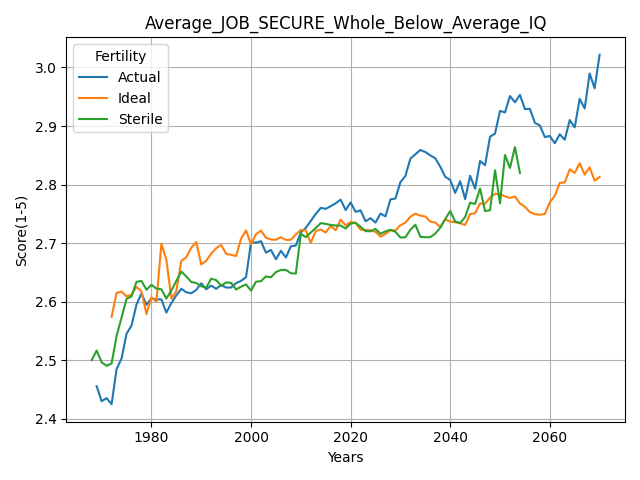 Average_JOB_SECURE_Whole_Below_Average_IQ
Fertility
Actual
Ideal
Sterile
Score(1-5)
3.0
2.9
2.8
2.7
2.6
2.5
2.4
1980 2000 2020 2040 2060
Years